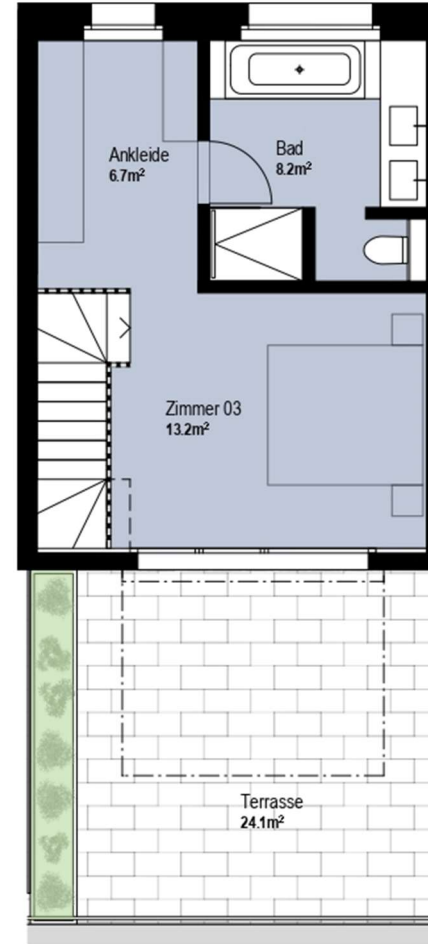 Ankleide
6.7m²
Bad
8.2m²
Zimmer 03
13.2m²
Terrasse
24.1m²